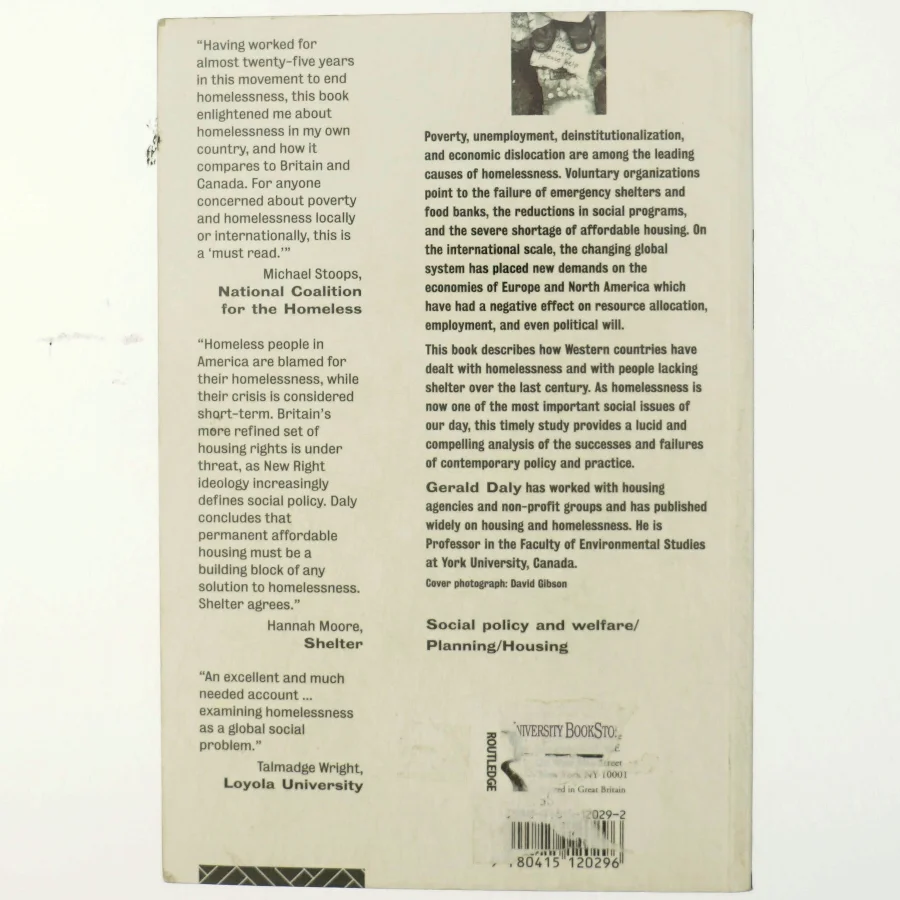 “Having worked for
almost twenty-five years
in this movement to end
homelessness, this book
enlightened me about
homelessness in my own
country, and how it
compares to Britain and
Canada. For anyone
concerned about poverty
and homelessness locally
or internationally, this is
a ‘must read.’”
Michael Stoops,
National Coalition
for the Homeless
“Homeless people in
America are blamed for
their homelessness, while
their crisis is considered
short-term. Britain’s
more refined set of
housing rights is under
threat, as New Right
ideology increasingly
defines social policy. Daly
concludes that
permanent affordable
housing must be a
building block of any
solution to homelessness.
Shelter agrees.”
Hannah Moore,
Shelter
“An excellent and much
needed account ...
examining homelessness
as a global social
problem.”
Talmadge Wright,
Loyola University
Poverty, unemployment, deinstitutionalization,
and economic dislocation are among the leading
causes of homelessness. Voluntary organizations
point to the failure of emergency shelters and
food banks, the reductions in social programs,
and the severe shortage of affordable housing. On
the international scale, the changing global
system has placed new demands on the
economies of Europe and North America which
have had a negative effect on resource allocation,
employment, and even political will.
This book describes how Western countries have
dealt with homelessness and with people lacking
shelter over the last century. As homelessness is
now one of the most important social issues of
our day, this timely study provides a lucid and
compelling analysis of the successes and failures
of contemporary policy and practice.
Gerald Daly has worked with housing
agencies and non-profit groups and has published
widely on housing and homelessness. He is
Professor in the Faculty of Environmental Studies
at York University, Canada.
Cover photograph: David Gibson
Social policy and welfare/
Planning/Housing
ROUTLEDGE
NY 10001
in Great Britain
2029-2
80415 120296